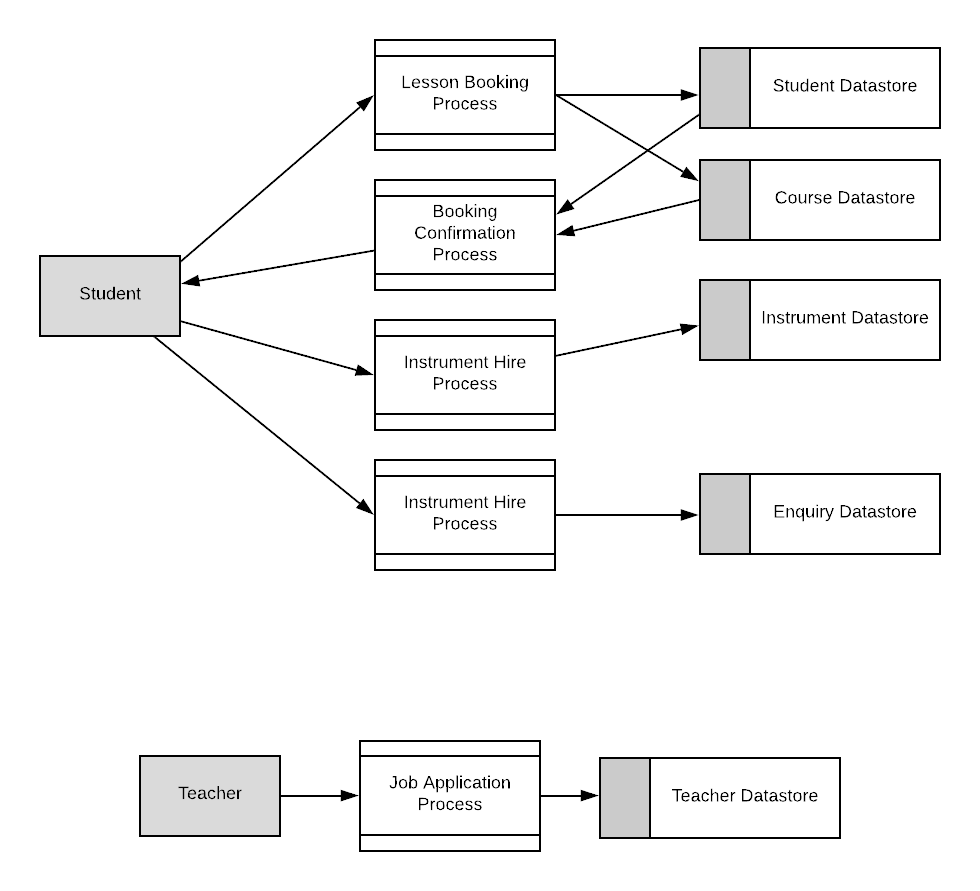 Lesson Booking
Process
Student Datastore
Course Datastore
Booking
Confirmation
Process
Student
Instrument Datastore
Instrument Hire
Process
Instrument Hire
Process
Enquiry Datastore
Teacher
Job Application
Process
Teacher Datastore